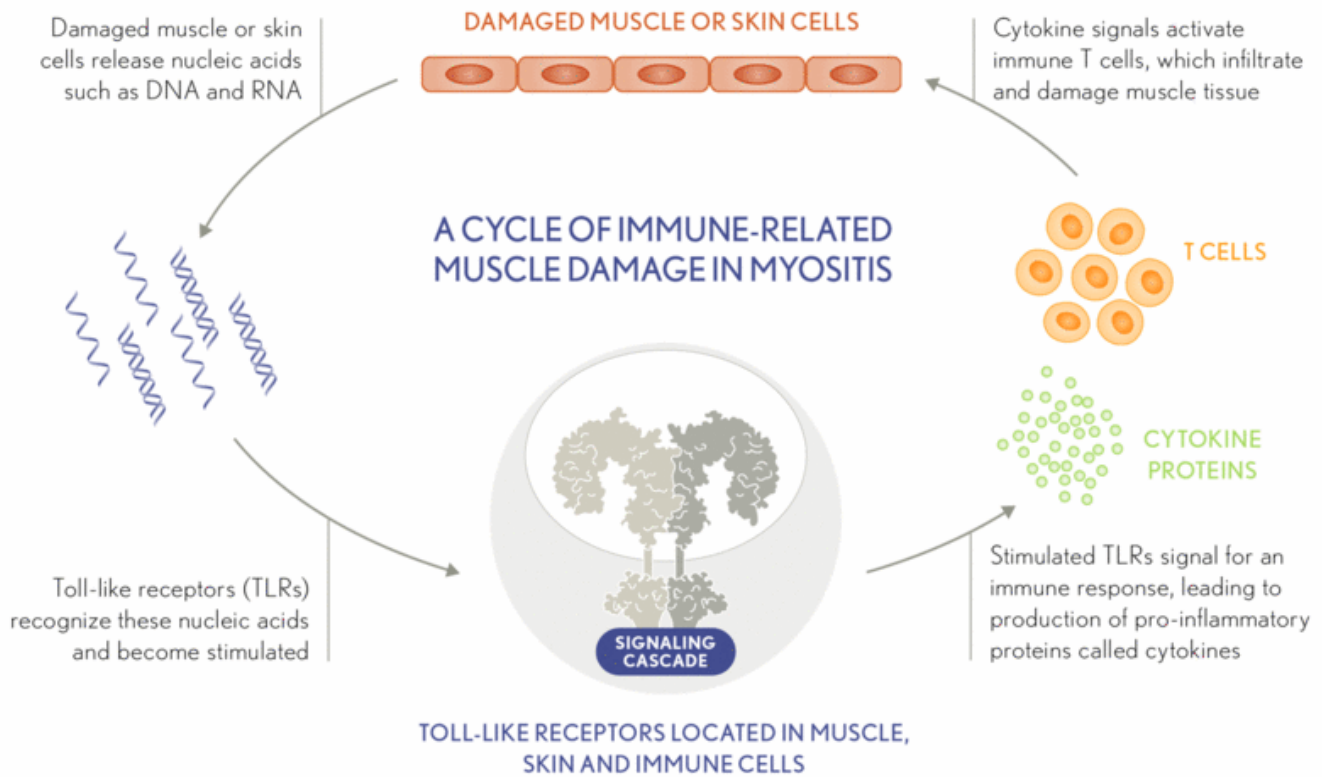 DAMAGED MUSCLE OR SKIN CELLS
Damaged muscle or skin
cells release nucleic acids
such as DNA and RNA
Cytokine signals activate
immune T cells, which infiltrate
and damage muscle tissue
A CYCLE OF IMMUNE-RELATED
MUSCLE DAMAGE IN MYOSITIS
T CELLS
CYTOKINE
PROTEINS
Toll-like receptors (TLRs)
recognize these nucleic acids
and become stimulated
SIGNALING
CASCADE
Stimulated TLRs signal for an
immune response, leading to
production of pro-inflammatory
proteins called cytokines
TOLL-LIKE RECEPTORS LOCATED IN MUSCLE,
SKIN AND IMMUNE CELLS